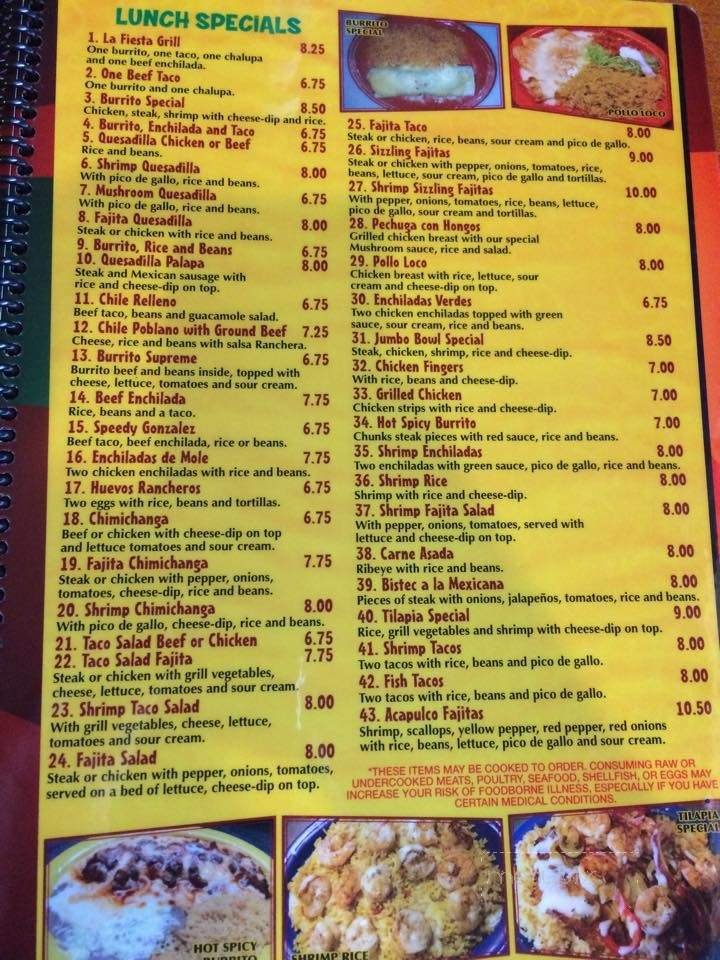 LUNCH SPECIALS
1. La Fiesta Grill 8.25
One burrito, one taco, one chalupa
and one beef enchilada.
2. One Beef Taco 6.75
One burrito and one chalupa.
3. Burrito Special 8.50
Chicken, steak, shrimp with cheese-dip and rice.
4. Burrito, Enchilada and Taco 6.75
5. Quesadilla Chicken or Beef 6.75
Rice and beans.
6. Shrimp Quesadilla 8.00
With pico de gallo, rice and beans.
7. Mushroom Quesadilla 6.75
With pico de gallo, rice and beans.
8. Fajita Quesadilla 8.00
Steak or chicken with rice and beans.
9. Burrito, Rice and Beans 6.75
10. Quesadilla Palapa 8.00
Steak and Mexican sausage with
rice and cheese-dip on top.
11. Chile Relleno 6.75
Beef taco, beans and guacamole salad.
12. Chile Poblano with Ground Beef 7.25
Cheese, rice and beans with salsa Ranchera.
13. Burrito Supreme 6.75
Burrito beef and beans inside, topped with
cheese, lettuce, tomatoes and sour cream.
14. Beef Enchilada 7.75
Rice, beans and a taco.
15. Speedy Gonzalez 6.75
Beef taco, beef enchilada, rice or beans.
16. Enchiladas de Mole 7.75
Two chicken enchiladas with rice and beans.
17. Huevos Rancheros 6.75
Two eggs with rice, beans and tortillas.
18. Chimichanga 6.75
Beef or chicken with cheese-dip on top
and lettuce tomatoes and sour cream.
19. Fajita Chimichanga 7.75
Steak or chicken with pepper, onions,
tomatoes, cheese-dip, rice and beans.
20. Shrimp Chimichanga 8.00
With pico de gallo, cheese-dip, rice and beans.
21. Taco Salad Beef or Chicken 6.75
22. Taco Salad Fajita 7.75
Steak or chicken with grill vegetables,
cheese, lettuce, tomatoes and sour cream.
23. Shrimp Taco Salad 8.00
With grill vegetables, cheese, lettuce,
tomatoes and sour cream.
24. Fajita Salad 8.00
Steak or chicken with pepper, onions, tomatoes,
served on a bed of lettuce, cheese-dip on top.
BURRITO
SPECIAL
POLLO LOCO
25. Fajita Taco 8.00
Steak or chicken, rice, beans, sour cream and pico de gallo.
26. Sizzling Fajitas 9.00
Steak or chicken with pepper, onions, tomatoes, rice,
beans, lettuce, sour cream, pico de gallo and tortillas.
27. Shrimp Sizzling Fajitas 10.00
With pepper, onions, tomatoes, rice, beans, lettuce,
pico de gallo, sour cream and tortillas.
28. Pechuga con Hongos 8.00
Grilled chicken breast with our special
Mushroom sauce, rice and salad.
29. Pollo Loco 8.00
Chicken breast with rice, lettuce, sour
cream and cheese-dip on top.
30. Enchiladas Verdes 6.75
Two chicken enchiladas topped with green
sauce, sour cream, rice and beans.
31. Jumbo Bowl Special 8.50
Steak, chicken, shrimp, rice and cheese-dip.
32. Chicken Fingers 7.00
With rice, beans and cheese-dip.
33. Grilled Chicken 7.00
Chicken strips with rice and cheese-dip.
34. Hot Spicy Burrito 7.00
Chunks steak pieces with red sauce, rice and beans.
35. Shrimp Enchiladas 8.00
Two enchiladas with green sauce, pico de gallo, rice and beans.
36. Shrimp Rice 8.00
Shrimp with rice and cheese-dip.
37. Shrimp Fajita Salad 8.00
With pepper, onions, tomatoes, served with
lettuce and cheese-dip on top.
38. Carne Asada 8.00
Ribeye with rice and beans.
39. Bistec a la Mexicana 8.00
Pieces of steak with onions, jalapeños, tomatoes, rice and beans.
40. Tilapia Special 9.00
Rice, grill vegetables and shrimp with cheese-dip on top.
41. Shrimp Tacos 8.00
Two tacos with rice, beans and pico de gallo.
42. Fish Tacos 8.00
Two tacos with rice, beans and pico de gallo.
43. Acapulco Fajitas 10.50
Shrimp, scallops, yellow pepper, red pepper, red onions
with rice, beans, lettuce, pico de gallo and sour cream.
*THESE ITEMS MAY BE COOKED TO ORDER. CONSUMING RAW OR
UNDERCOOKED MEATS, POULTRY, SEAFOOD, SHELLFISH, OR EGGS MAY
INCREASE YOUR RISK OF FOODBORNE ILLNESS, ESPECIALLY IF YOU HAVE
CERTAIN MEDICAL CONDITIONS.
HOT SPICY
BURRITO
SHRIMP RICE
TILAPIA
SPECIAL